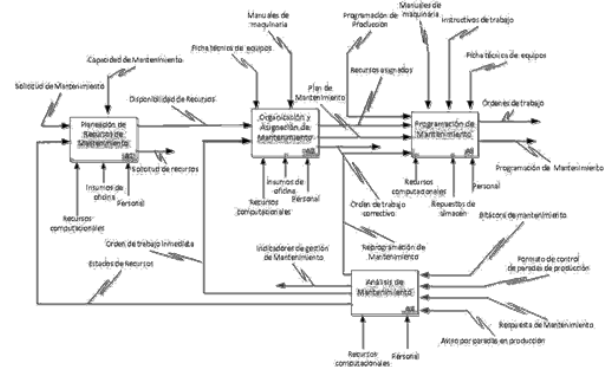 Manuales de
maquinaria
Programación de
Producción
Manuales de
maquinaria
Instructivos de trabajo
Capacidad de Mantenimiento
Ficha técnica de equipos
Ficha técnica de equipos
Solicitud de Mantenimiento
Disponibilidad de Recursos
Plan de
Mantenimiento
Recursos asignados
Órdenes de trabajo
Planeación de
Recursos de
Mantenimiento
Organización y
Asignación de
Mantenimiento
Programación de
Mantenimiento
Solicitud de recursos
Programación de Mantenimiento
Insumos de
oficina
Personal
Recursos
computacionales
Insumos de
oficina
Personal
Recursos
computacionales
Orden de trabajo
correctivo
Recursos
computacionales
Repuestos de
almacén
Personal
Orden de trabajo inmediata
Indicadores de gestión
de Mantenimiento
Reprogramación de
Mantenimiento
Bitácora de mantenimiento
Estados de Recursos
Análisis de
Mantenimiento
Formato de control
de paradas de producción
Respuesta de Mantenimiento
Aviso por paradas en producción
Recursos
computacionales
Personal